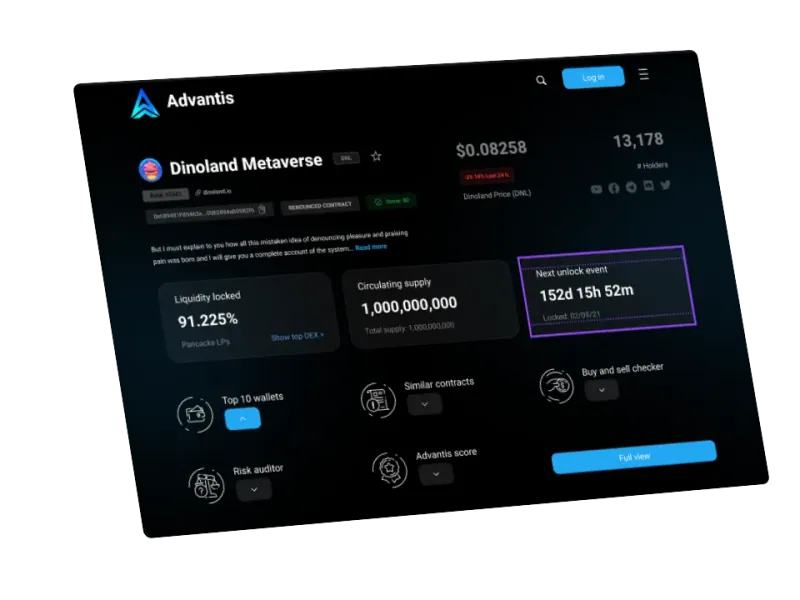 Advantis
Log in
Dinoland Metaverse
DNL
$0.08258
13,178
# Holders
dinoland.io
Dinoland Price (DNL)
RENOUNCED CONTRACT
But I must explain to you how all this mistaken idea of denouncing pleasure and praising
pain was born and I will give you a complete account of the system... Read more
Liquidity locked
91.225%
Pancacke LPs
Show top DEX >
Circulating supply
1,000,000,000
Total supply: 1,000,000,000
Next unlock event
152d 15h 52m
Locked: 02/08/21
Top 10 wallets
Similar contracts
Buy and sell checker
Risk auditor
Advantis score
Full view